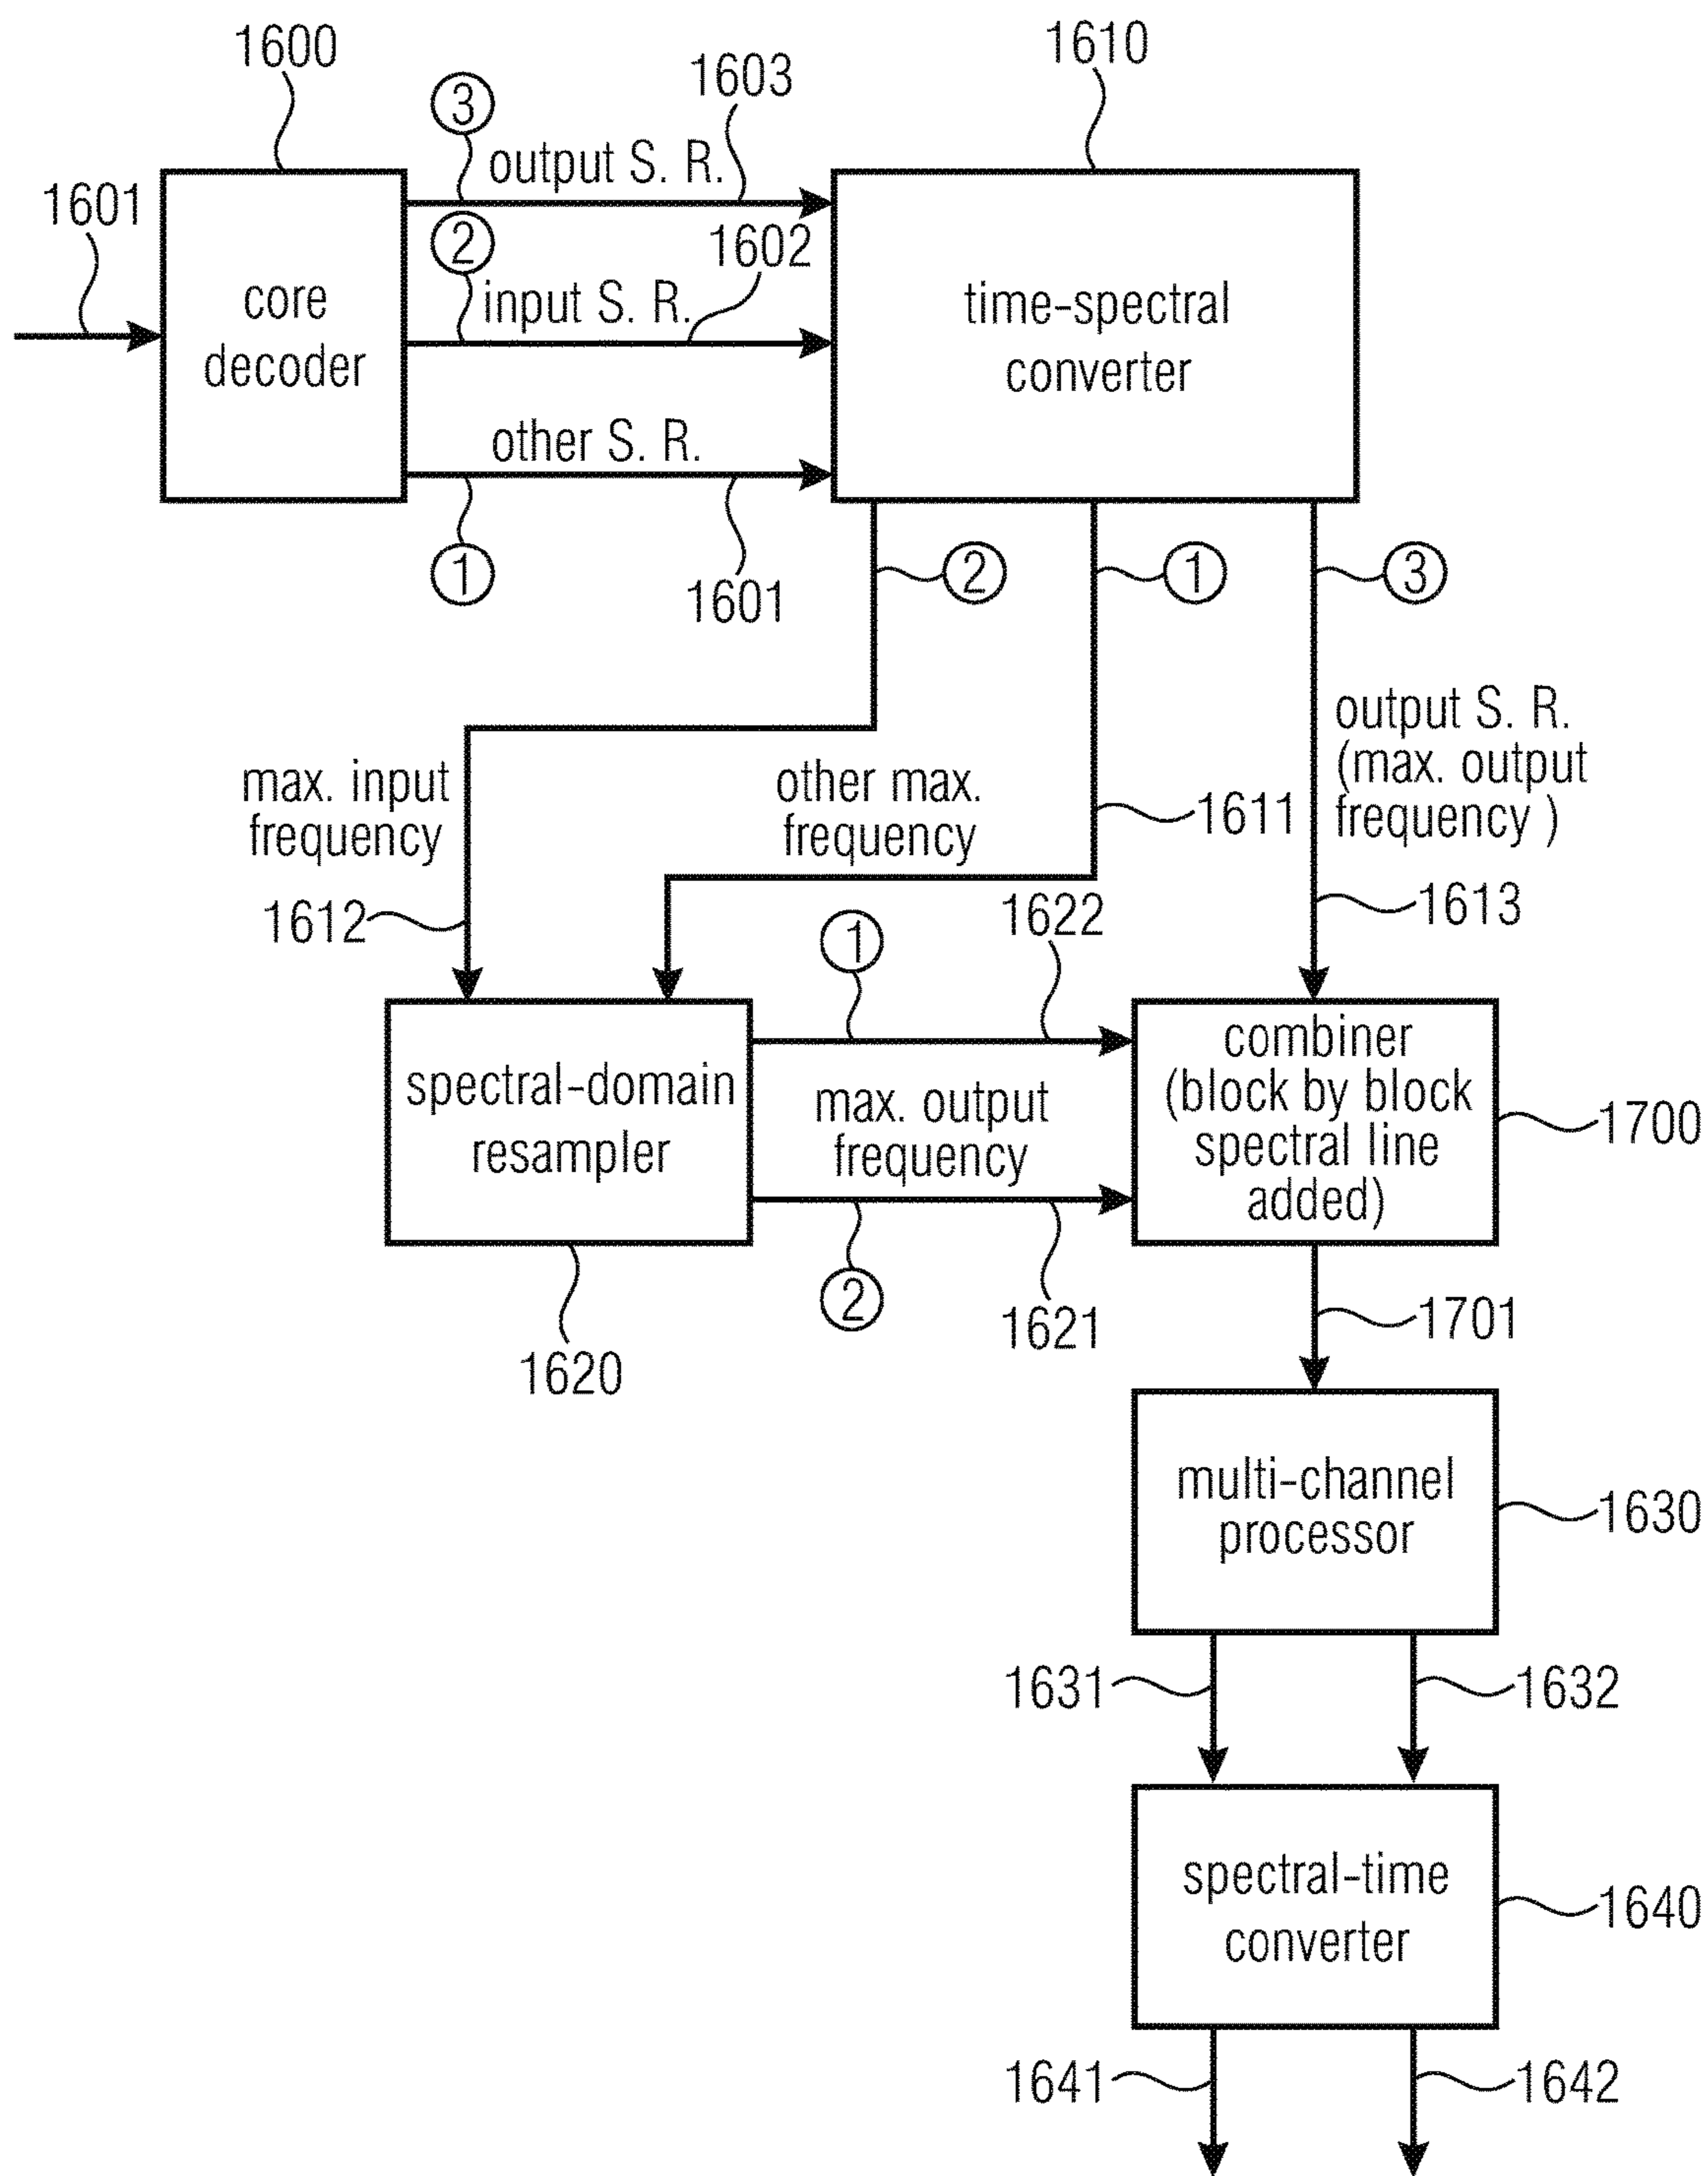 1600
1610
1603
3
output S. R.
1601
2
1602
core
decoder
input S. R.
time-spectral
converter
other S. R.
1
1601
2
1
3
max. input
frequency
other max.
frequency
1611
output S. R.
(max. output
frequency )
1612
1
1622
1613
spectral-domain
resampler
max. output
frequency
combiner
(block by block
spectral line
added)
1700
2
1621
1620
1701
multi-channel
processor
1630
1631
1632
spectral-time
converter
1640
1641
1642